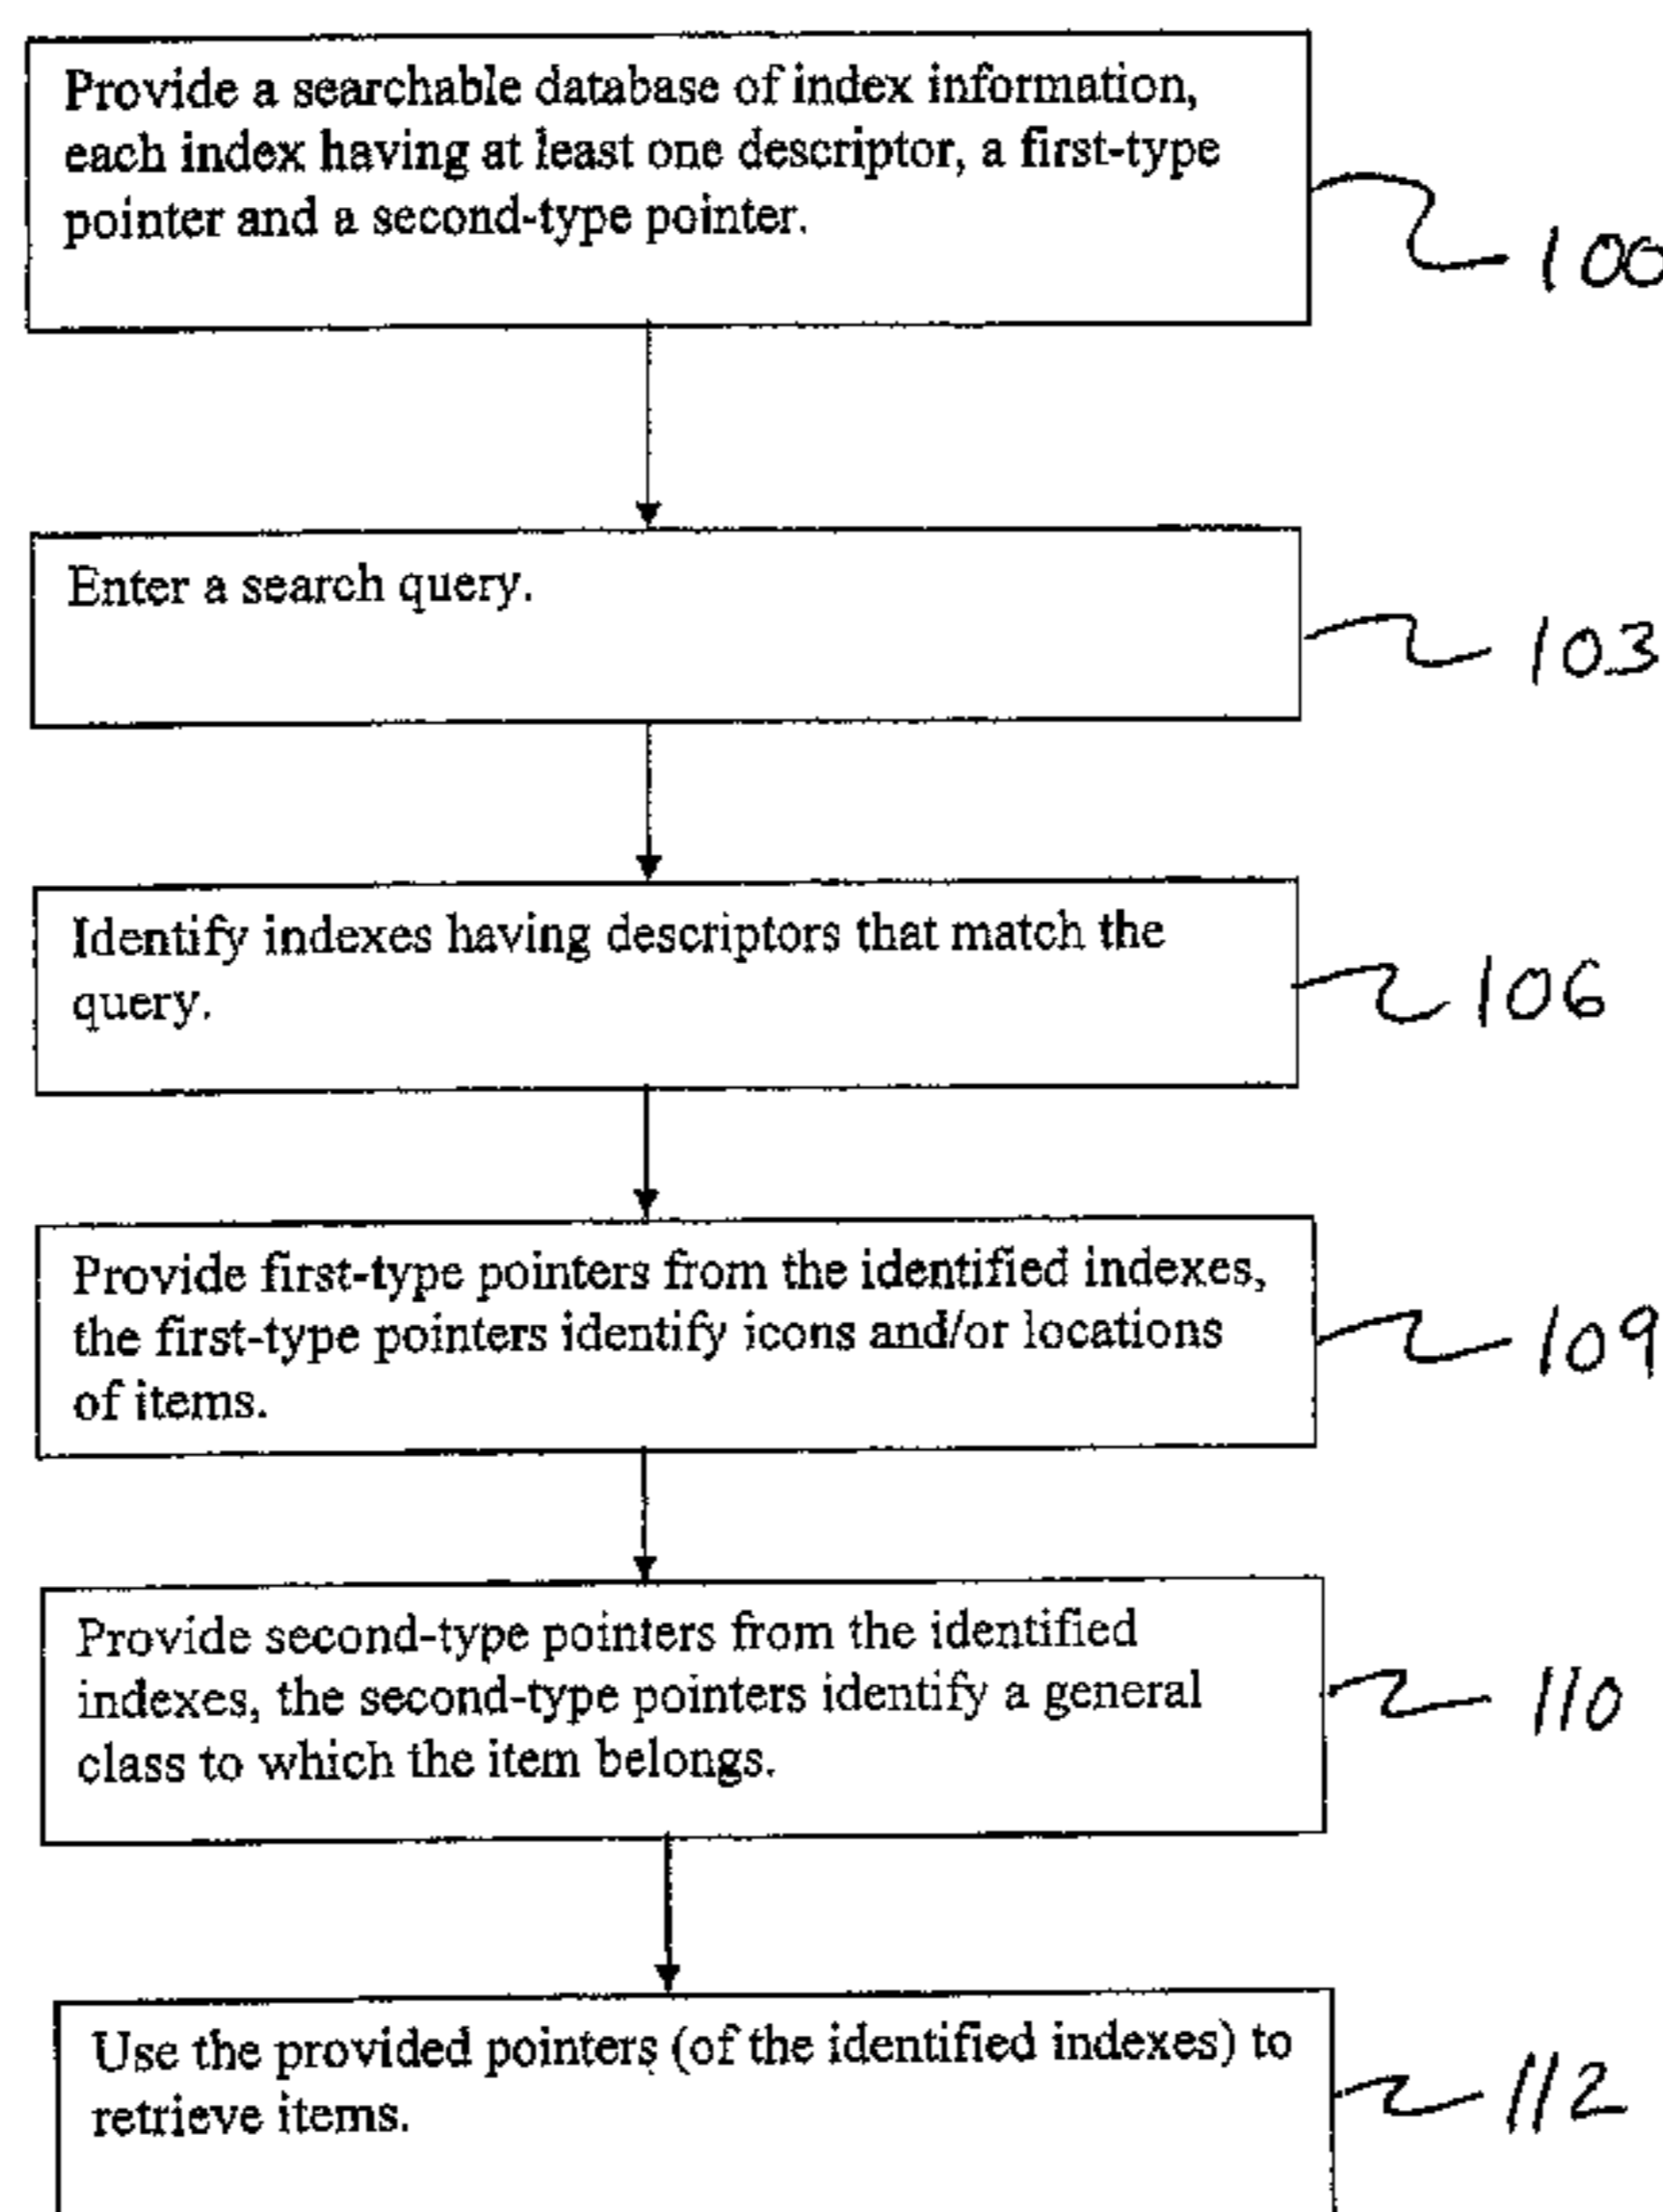 Provide a searchable database of index information,
each index having at least one descriptor, a first-type
pointer and a second-type pointer.
100
Enter a search query.
103
Identify indexes having descriptors that match the
query.
106
Provide first-type pointers from the identified indexes,
the first-type pointers identify icons and/or locations
of items.
109
Provide second-type pointers from the identified
indexes, the second-type pointers identify a general
class to which the item belongs.
110
Use the provided pointers (of the identified indexes) to
retrieve items.
112